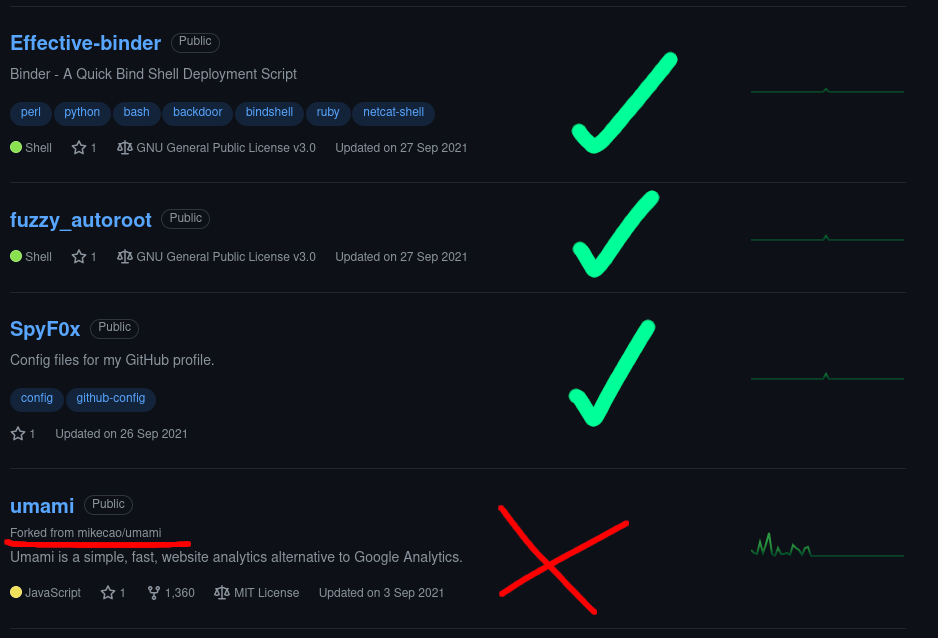 Effective-binder Public
Binder - A Quick Bind Shell Deployment Script
perl python bash backdoor bindshell ruby netcat-shell
Shell 1 GNU General Public License v3.0 Updated on 27 Sep 2021
fuzzy_autoroot Public
Shell 1 GNU General Public License v3.0 Updated on 27 Sep 2021
SpyF0x Public
Config files for my GitHub profile.
config github-config
1 Updated on 26 Sep 2021
umami Public
Forked from mikecao/umami
Umami is a simple, fast, website analytics alternative to Google Analytics.
JavaScript 1 1,360 MIT License Updated on 3 Sep 2021